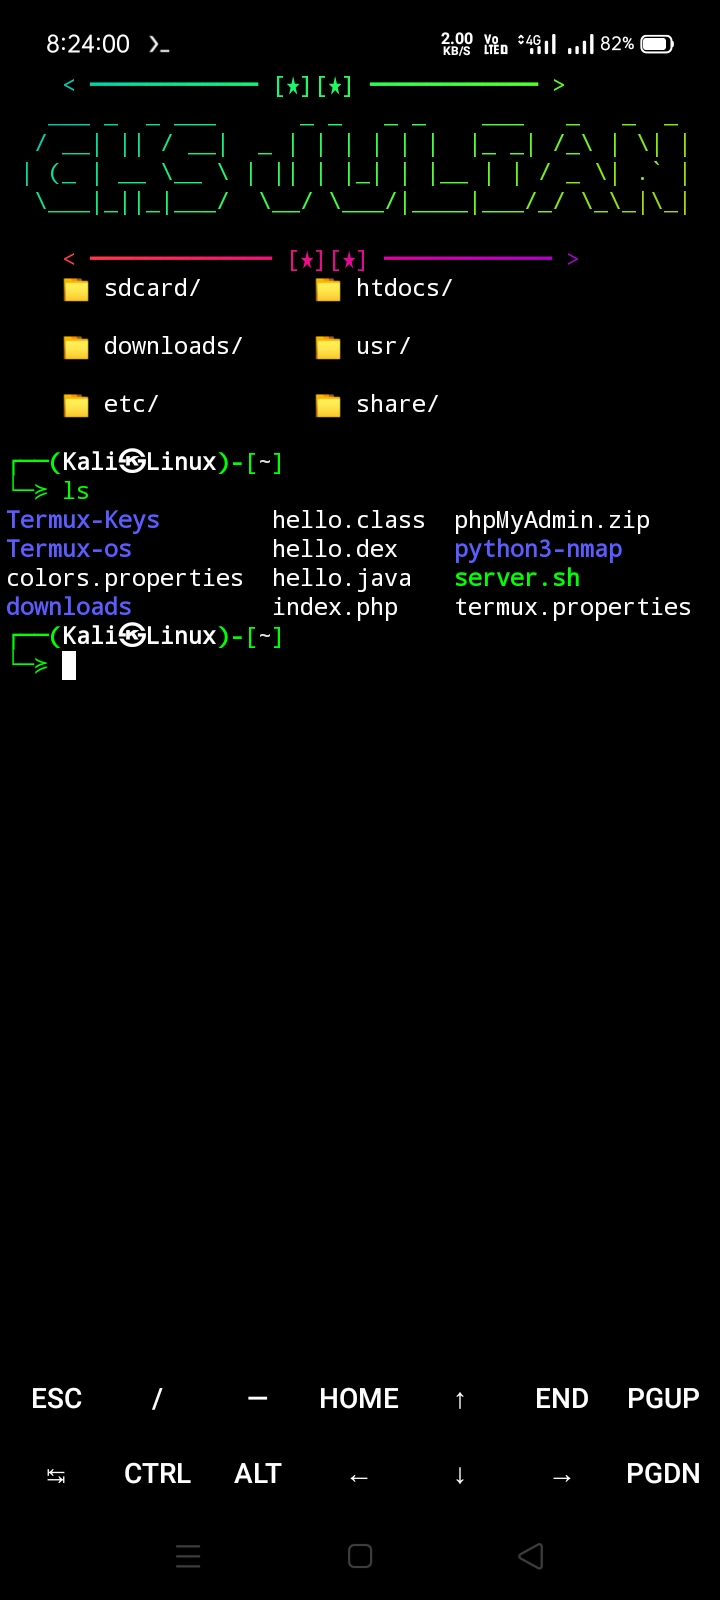 8:24:00 2.00 KB/S Vo LTE 4G 82%
< ———————————— [★][★] ———————————— >
GHS JULIAN
< ————————————— [★][★] ———————————— >
sdcard/ htdocs/
downloads/ usr/
etc/ share/
┌──(Kali㉿Linux)-[~]
└─≽ ls
Termux-Keys hello.class phpMyAdmin.zip
Termux-os hello.dex python3-nmap
colors.properties hello.java server.sh
downloads index.php termux.properties
┌──(Kali㉿Linux)-[~]
└─≽
ESC / — HOME ↑ END PGUP
↹ CTRL ALT ← ↓ → PGDN